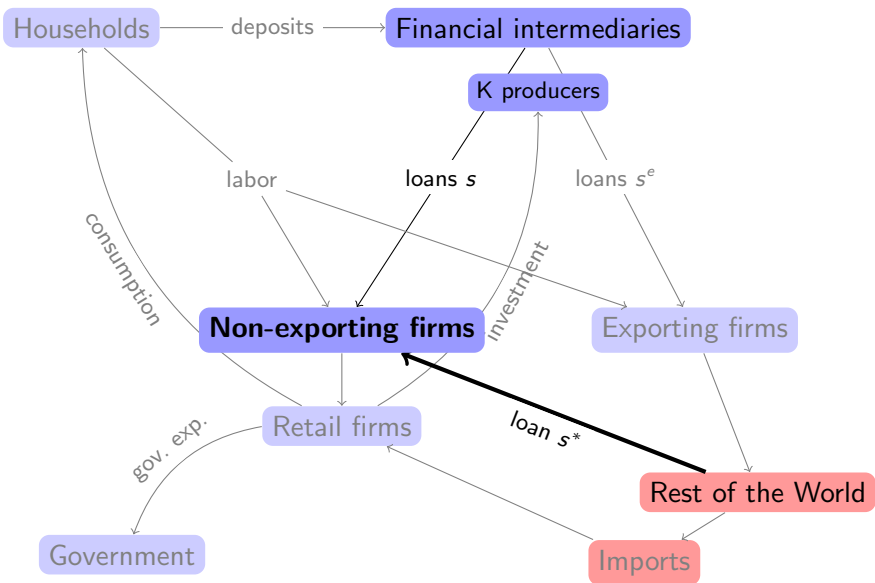 Households
deposits
Financial intermediaries
K producers
labor
loans s
loans s^e
consumption
investment
Non-exporting firms
Exporting firms
Retail firms
loan s*
gov. exp.
Rest of the World
Government
Imports